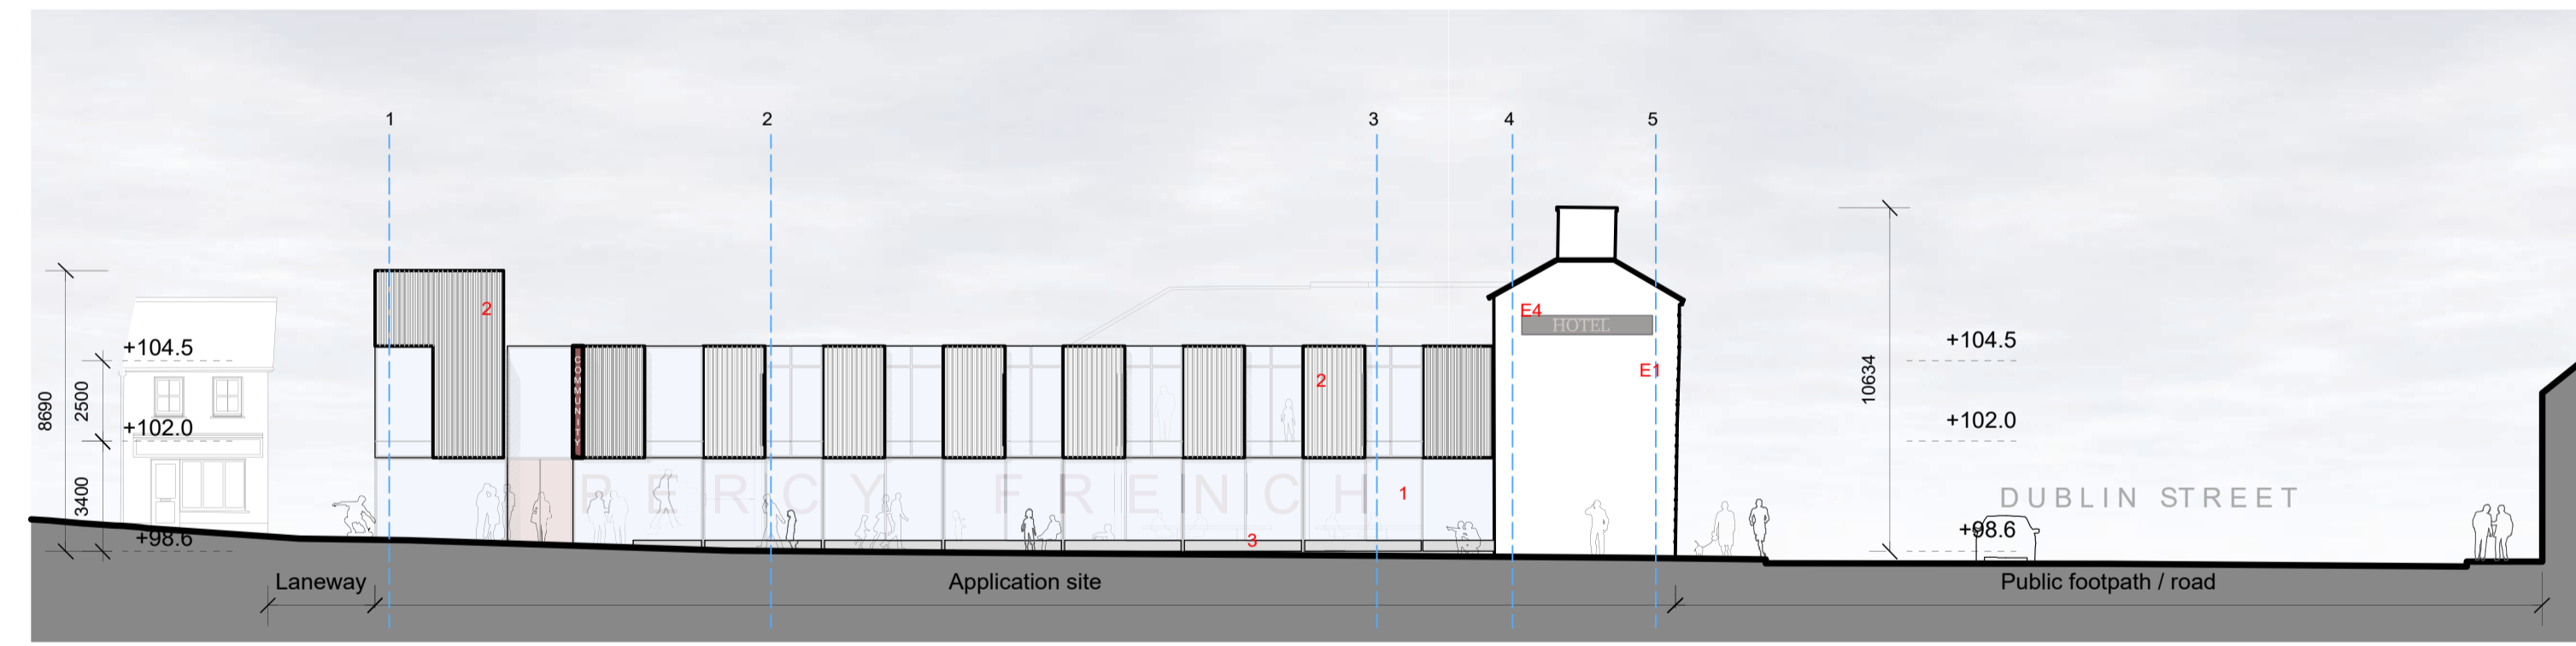 1
2
3
4
5
2
E4
HOTEL
+104.5
+104.5
E1
10634
8690
2500
2
COMMUNITY
+102.0
+102.0
3400
PERCY FRENCH
1
DUBLIN STREET
+98.6
3
+98.6
Laneway
Application site
Public footpath / road